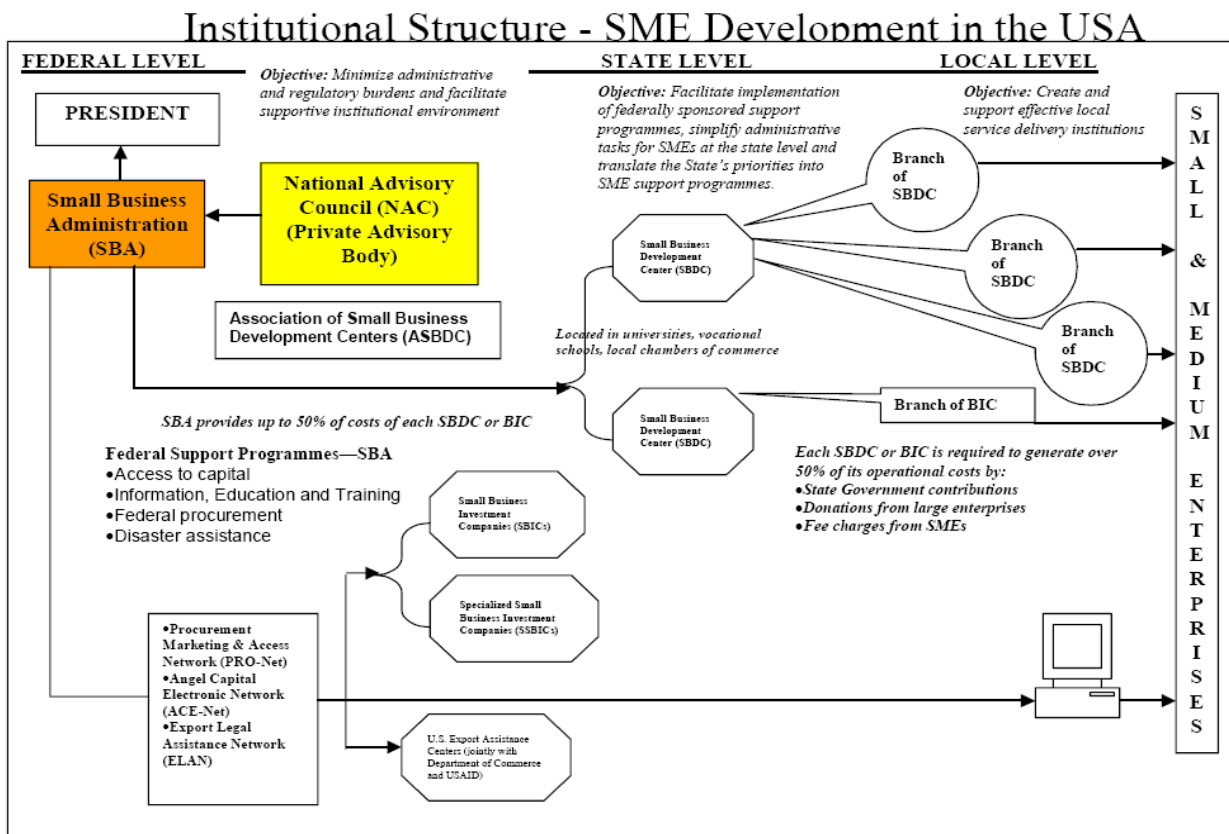 Institutional Structure - SME Development in the USA
FEDERAL LEVEL
STATE LEVEL
LOCAL LEVEL
Objective: Minimize administrative
and regulatory burdens and facilitate
supportive institutional environment
Objective: Facilitate implementation
of federally sponsored support
programmes, simplify administrative
tasks for SMEs at the state level and
translate the State's priorities into
SME support programmes.
Objective: Create and
support effective local
service delivery institutions
PRESIDENT
Small Business
Administration
(SBA)
National Advisory
Council (NAC)
(Private Advisory
Body)
Association of Small Business
Development Centers (ASBDC)
Small Business
Development
Center (SBDC)
Branch
of
SBDC
Branch
of
SBDC
Branch
of
SBDC
Located in universities, vocational
schools, local chambers of commerce
Small Business
Development
Center (SBDC)
Branch of BIC
SBA provides up to 50% of costs of each SBDC or BIC
Federal Support Programmes—SBA
•Access to capital
•Information, Education and Training
•Federal procurement
•Disaster assistance
Each SBDC or BIC is required to generate over
50% of its operational costs by:
•State Government contributions
•Donations from large enterprises
•Fee charges from SMEs
Small Business
Investment
Companies (SBICs)
Specialized Small
Business Investment
Companies (SSBICs)
•Procurement
Marketing & Access
Network (PRO-Net)
•Angel Capital
Electronic Network
(ACE-Net)
•Export Legal
Assistance Network
(ELAN)
U.S. Export Assistance
Centers (jointly with
Department of Commerce
and USAID)
SMALL & MEDIUM ENTERPRISES